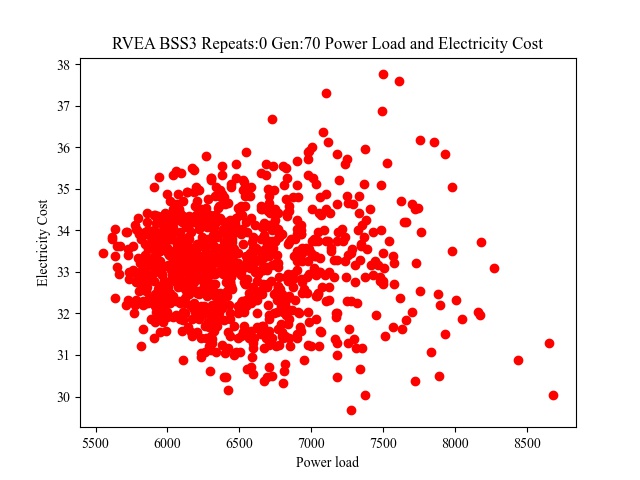 RVEA BSS3 Repeats:0 Gen:70 Power Load and Electricity Cost
38
37
36
35
34
33
32
31
30
Electricity Cost
5500 6000 6500 7000 7500 8000 8500
Power load